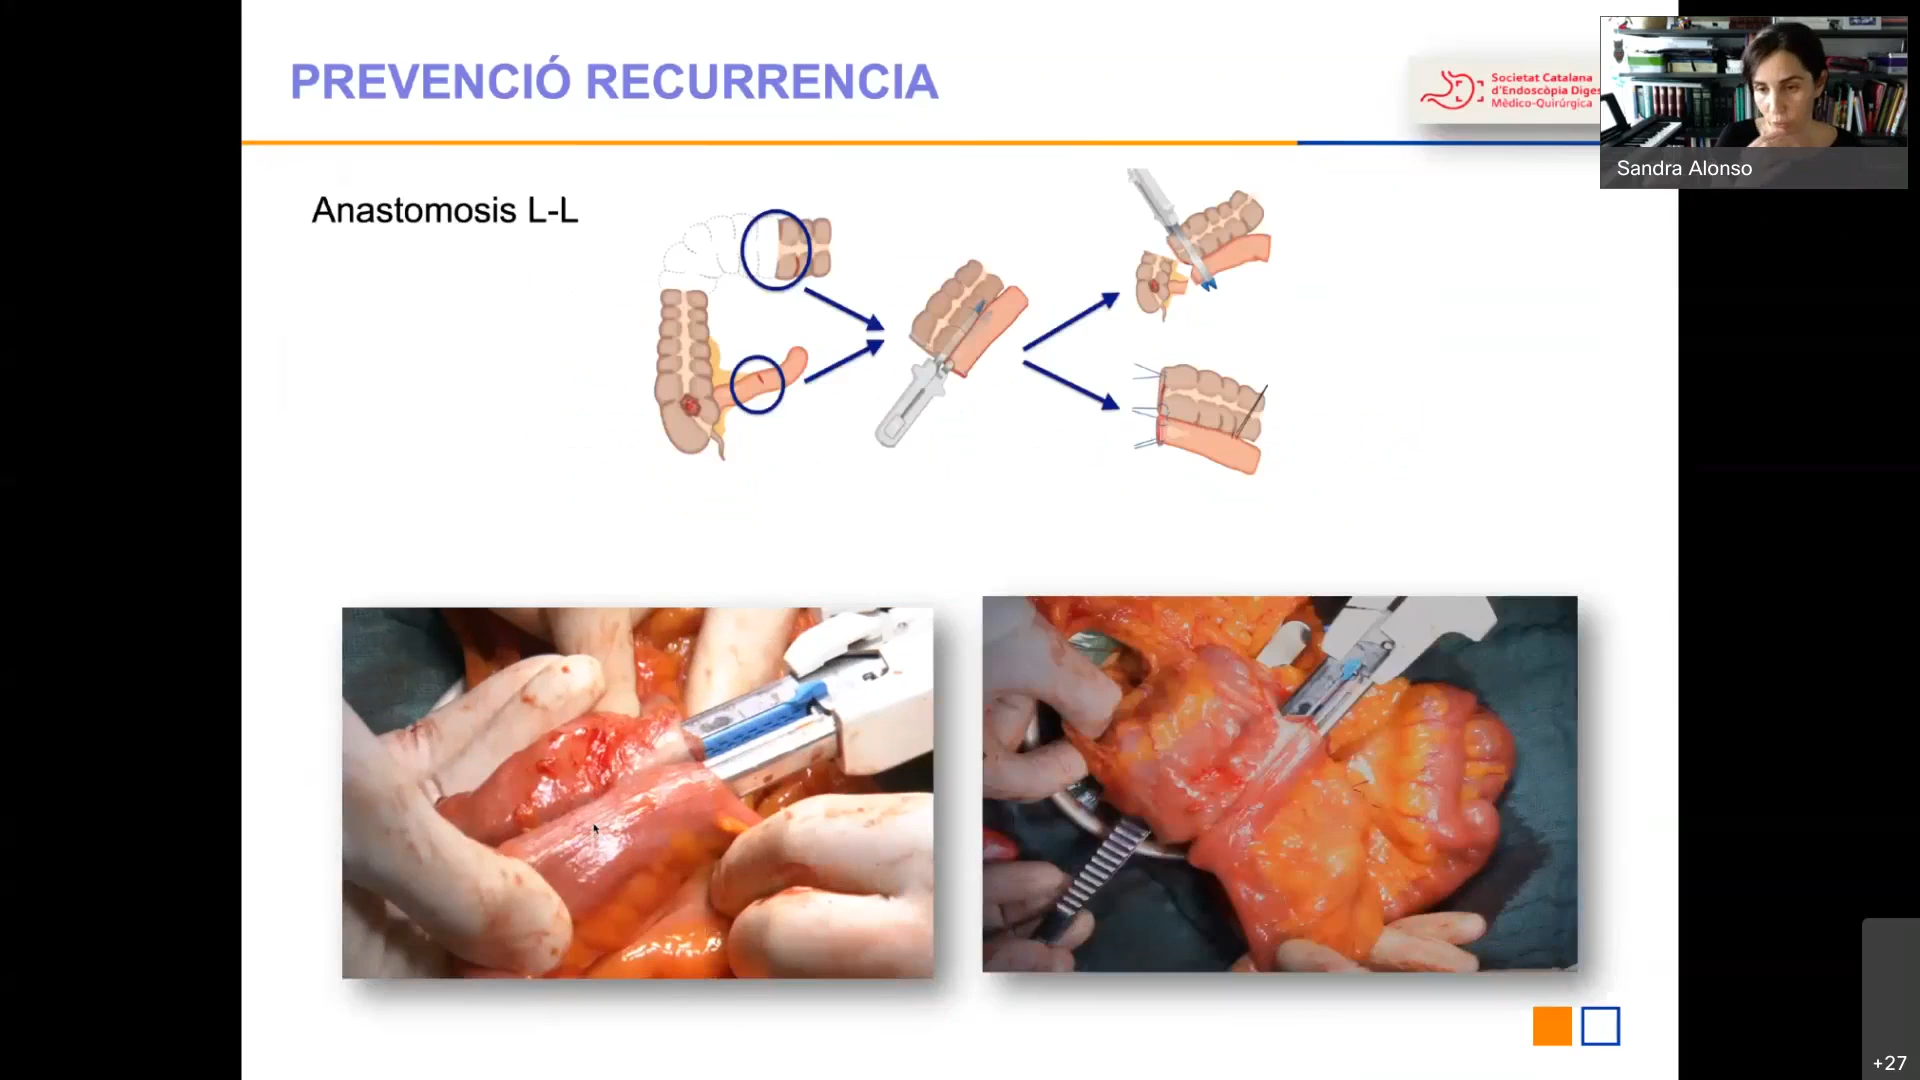 PREVENCIÓ RECURRENCIA
Societat Catalana
d'Endoscòpia Diges
Mèdico-Quirúrgica
Sandra Alonso
Anastomosis L-L
+27